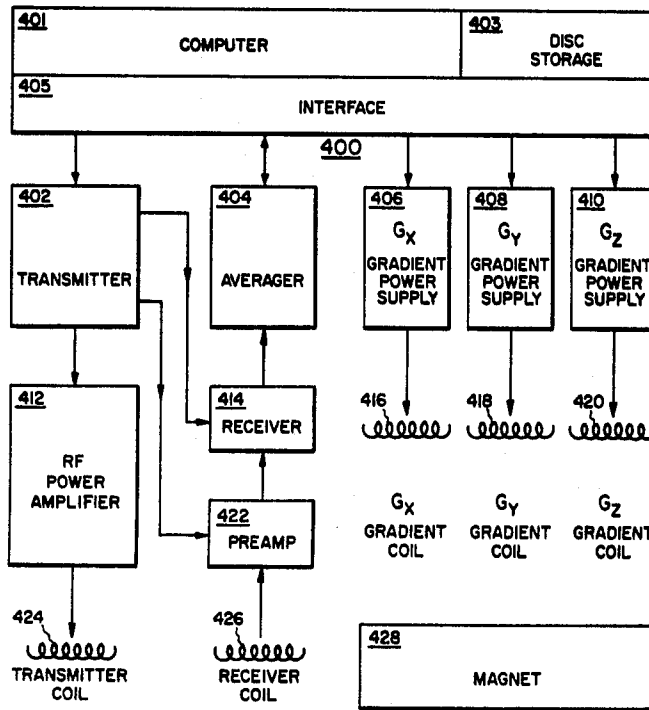 401
COMPUTER
403
DISC
STORAGE
405
INTERFACE
400
402
TRANSMITTER
404
AVERAGER
406
GX
GRADIENT
POWER
SUPPLY
408
GY
GRADIENT
POWER
SUPPLY
410
GZ
GRADIENT
POWER
SUPPLY
412
RF
POWER
AMPLIFIER
414
RECEIVER
416
418
420
422
PREAMP
GX
GRADIENT
COIL
GY
GRADIENT
COIL
GZ
GRADIENT
COIL
424
TRANSMITTER
COIL
426
RECEIVER
COIL
428
MAGNET